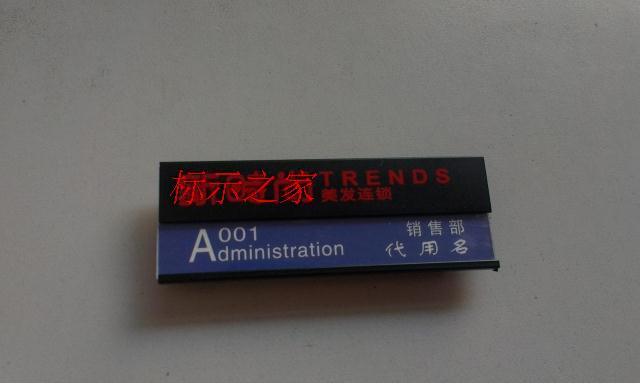 标示之家
TRENDS
美发连锁
A001
Administration
销售部
代用名